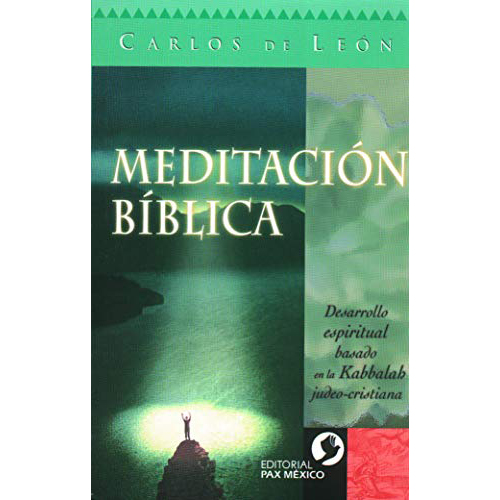 CARLOS DE LEÓN
MEDITACIÓN
BÍBLICA
Desarrollo
espiritual
basado
en la Kabbalah
judeo-cristiana
EDITORIAL
PAX MÉXICO